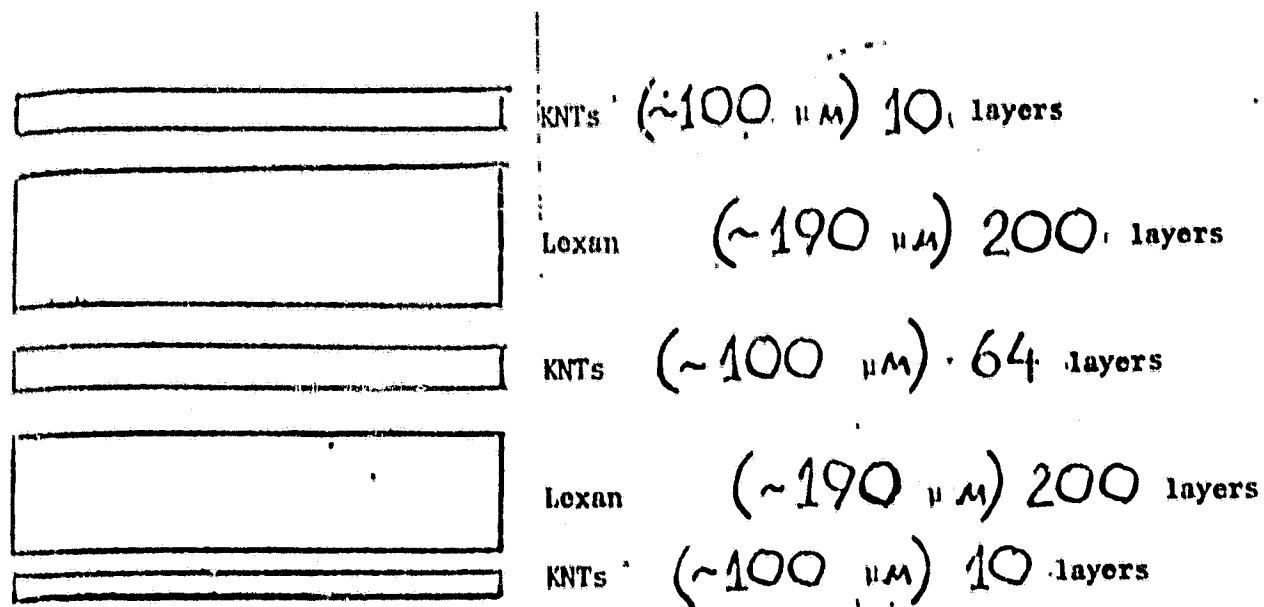 KNTs (~100 μM) 10 layers
Lexan (~190 μM) 200 layers
KNTs (~100 μM) 64 layers
Lexan (~190 μM) 200 layers
KNTs (~100 μM) 10 layers